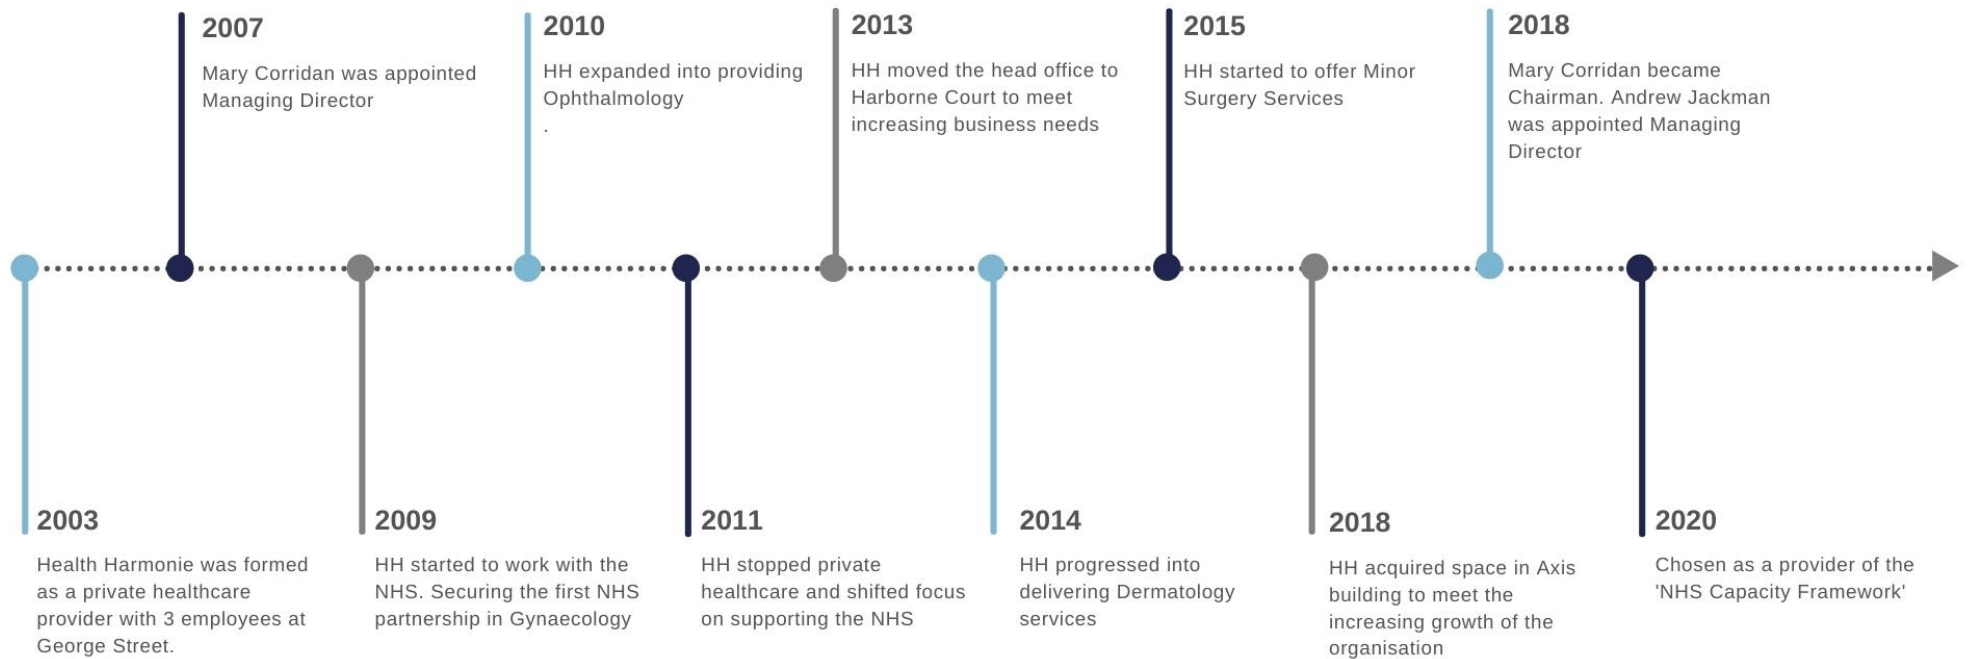 2007
Mary Corridan was appointed
Managing Director
2010
HH expanded into providing
Ophthalmology
.
2013
HH moved the head office to
Harborne Court to meet
increasing business needs
2015
HH started to offer Minor
Surgery Services
2018
Mary Corridan became
Chairman. Andrew Jackman
was appointed Managing
Director
2003
Health Harmonie was formed
as a private healthcare
provider with 3 employees at
George Street.
2009
HH started to work with the
NHS. Securing the first NHS
partnership in Gynaecology
2011
HH stopped private
healthcare and shifted focus
on supporting the NHS
2014
HH progressed into
delivering Dermatology
services
2018
HH acquired space in Axis
building to meet the
increasing growth of the
organisation
2020
Chosen as a provider of the
'NHS Capacity Framework'